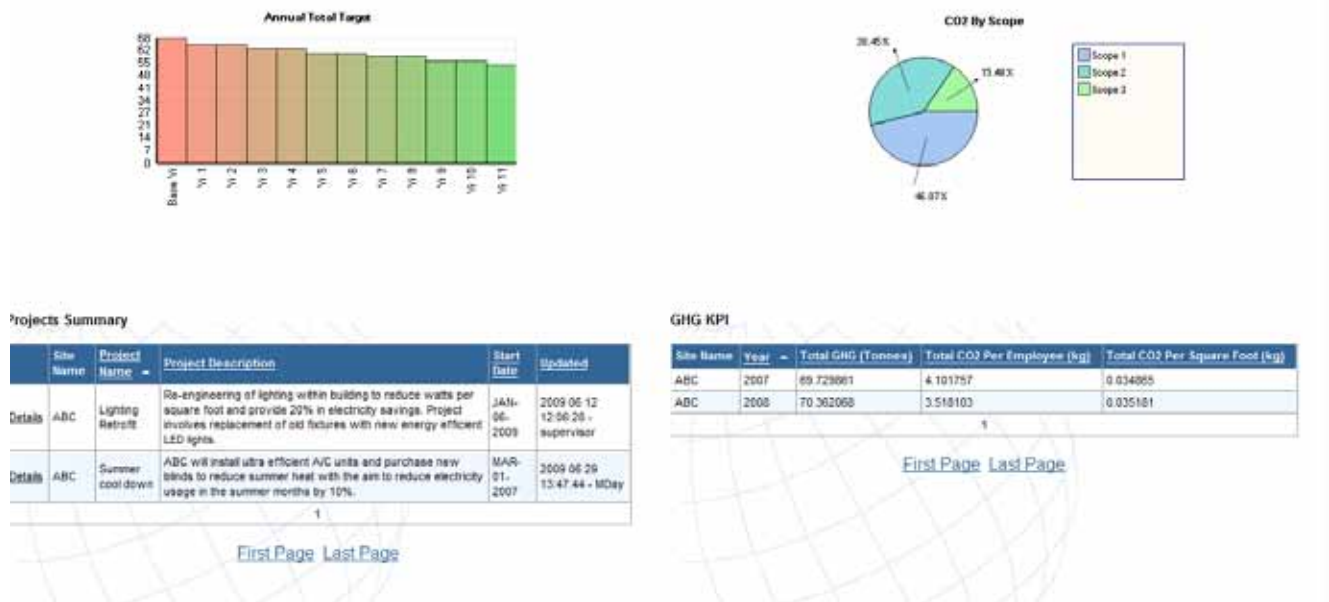 Annual Total Target
68
62
55
48
41
34
27
21
14
7
0
Base Yr
Yr 1
Yr 2
Yr 3
Yr 4
Yr 5
Yr 6
Yr 7
Yr 8
Yr 9
Yr 10
Yr 11
CO2 By Scope
13.48%
46.07%
Scope 1
Scope 2
Scope 3
Projects Summary
Site Name
Project Name
Project Description
Start Date
Updated
Details
ABC
Lighting Retrofit
Re-engineering of lighting within building to reduce watts per
square foot and provide 20% in electricity savings. Project
involves replacement of old fixtures with new energy efficient
LED lights.
JAN-
06-
2009
2009 06 12
12:06:28 -
supervisor
Details
ABC
Summer cool down
ABC will install ultra efficient A/C units and purchase new
blinds to reduce summer heat with the aim to reduce electricity
usage in the summer months by 10%.
MAR-
01-
2007
2009 06 29
13:47:44 - MDay
1
First Page Last Page
GHG KPI
Site Name Year Total GHG (Tonnes) Total CO2 Per Employee (kg) Total CO2 Per Square Foot (kg)
ABC 2007 69.729861 4.101757 0.034865
ABC 2008 70.362068 3.518103 0.035181
1
First Page Last Page